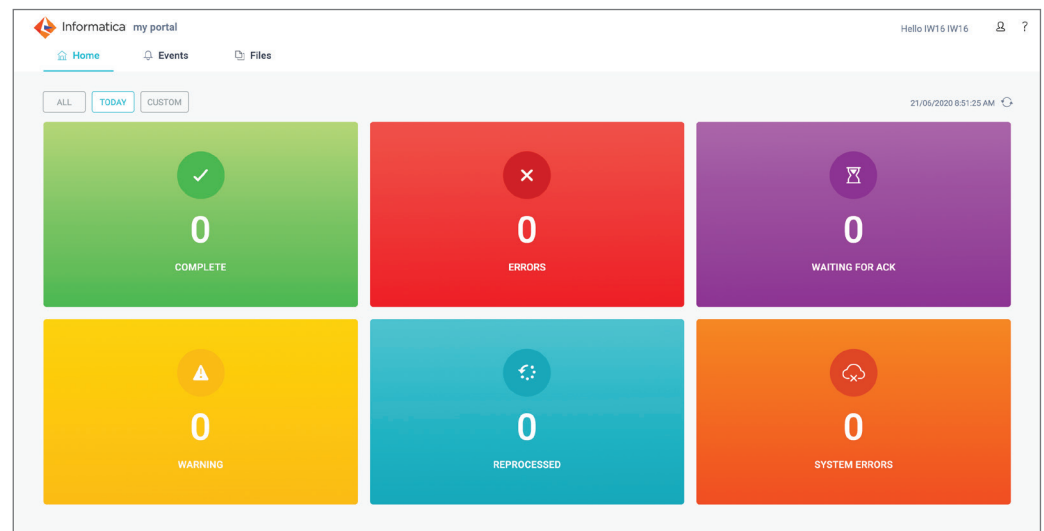 Informatica my portal
Hello IW16 IW16 ?
Home Events Files
ALL TODAY CUSTOM
21/06/2020 8:51:25 AM
0
COMPLETE
0
ERRORS
0
WAITING FOR ACK
0
WARNING
0
REPROCESSED
0
SYSTEM ERRORS